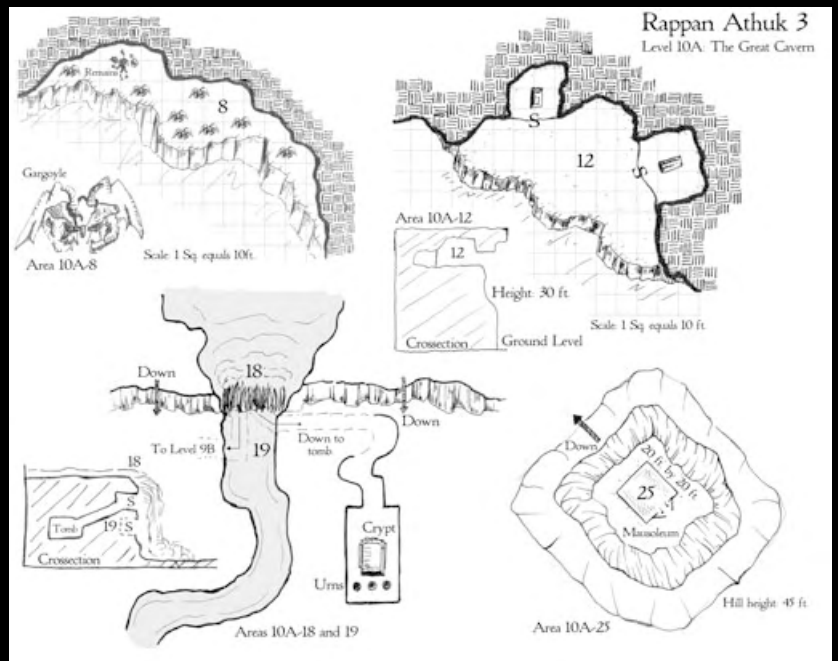 Rappan Athuk 3
Level 10A: The Great Cavern
Remains
8
Gargoyle
Area 10A-8
Scale: 1 Sq. equals 10ft.
S
12
S
Area 10A-12
12
Height: 30 ft.
Crossection
Ground Level
Scale: 1 Sq. equals 10 ft.
18
Down
Down
To Level 9B
19
Down to
tomb
18
S
Tomb
19
S
Crossection
Crypt
Urns
Areas 10A-18 and 19
Down
20 ft. by 20 ft.
25
Mausoleum
Hill height: 45 ft.
Area 10A-25